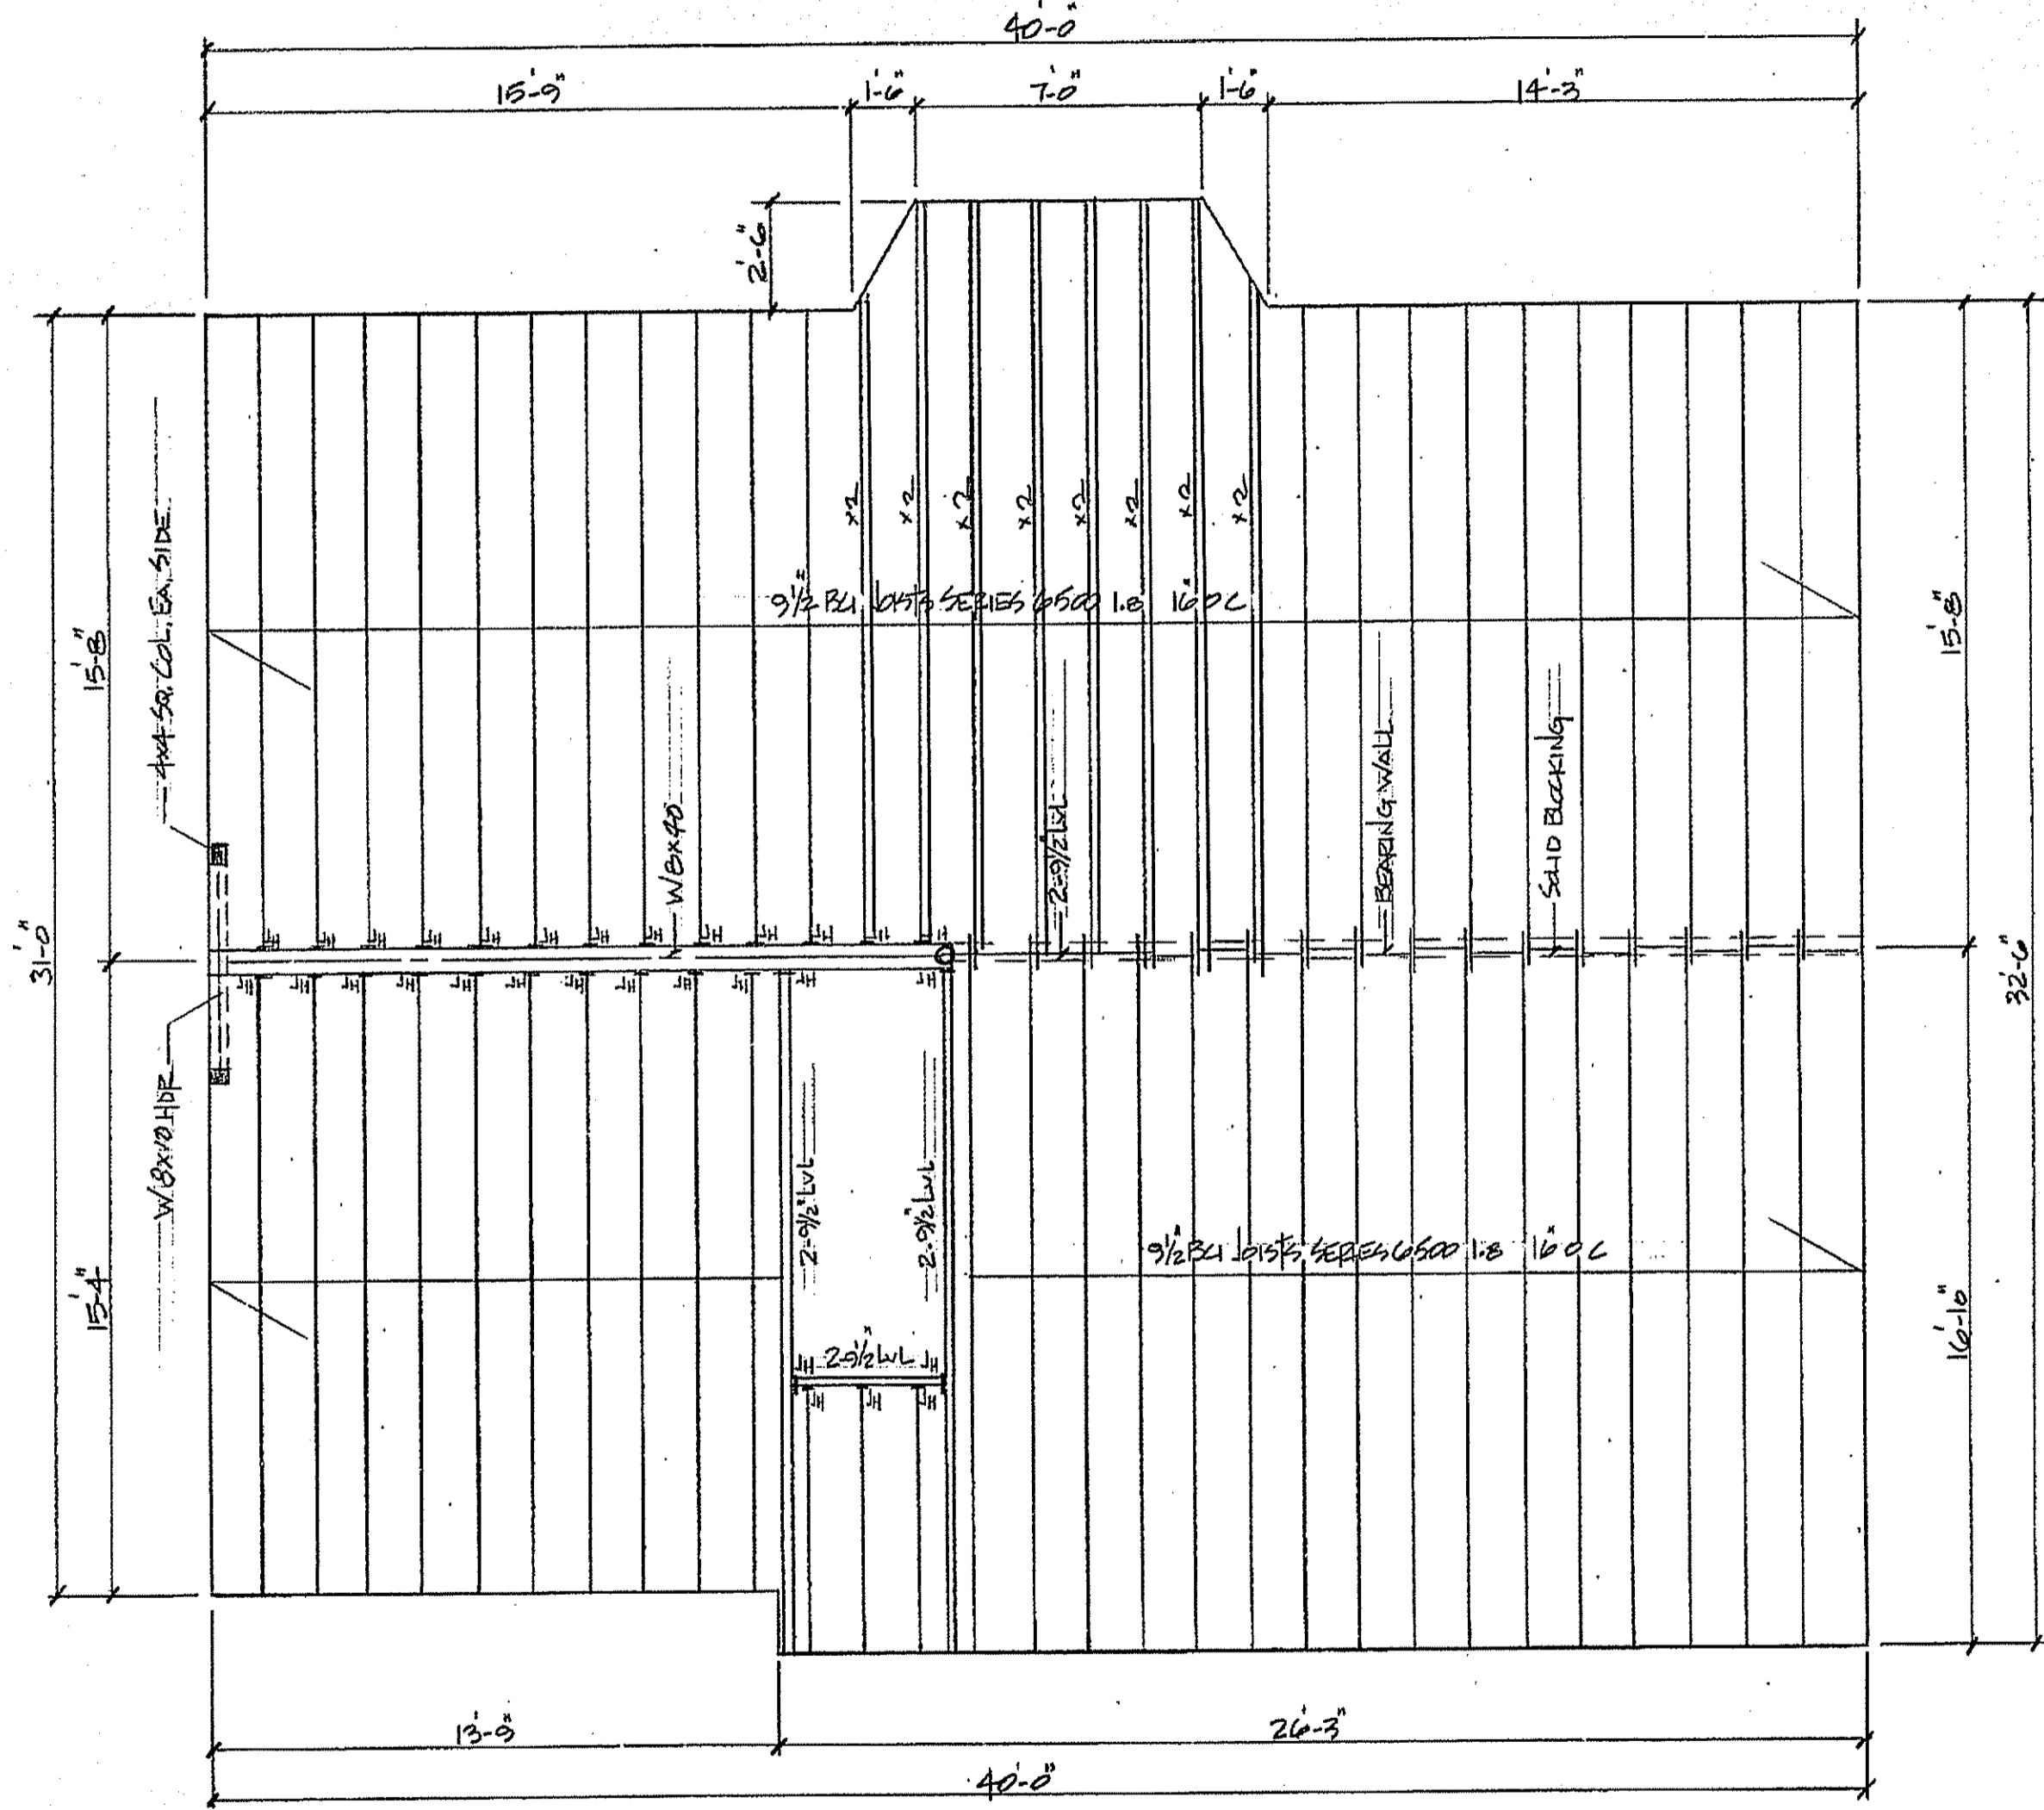 40'-0"
15'-9"
1'-6"
7'-0"
1'-6"
14'-3"
2'-6"
4x4 SQ. COL. EA. SIDE
x2
x2
x2
x2
x2
x2
x2
x2
9 1/2" BCI JOISTS SERIES 6500 1.8 16" OC
15'-8"
15'-8"
W8x40
2-9 1/2" LVL
BEARING WALL
SOLID BLOCKING
31'-0"
32'-6"
HDR
2-9 1/2" LVL
2-9 1/2" LVL
9 1/2" BCI JOISTS SERIES 6500 1.8 16" OC
15'-4"
16'-10"
2-9 1/2" LVL
13'-9"
26'-3"
40'-0"